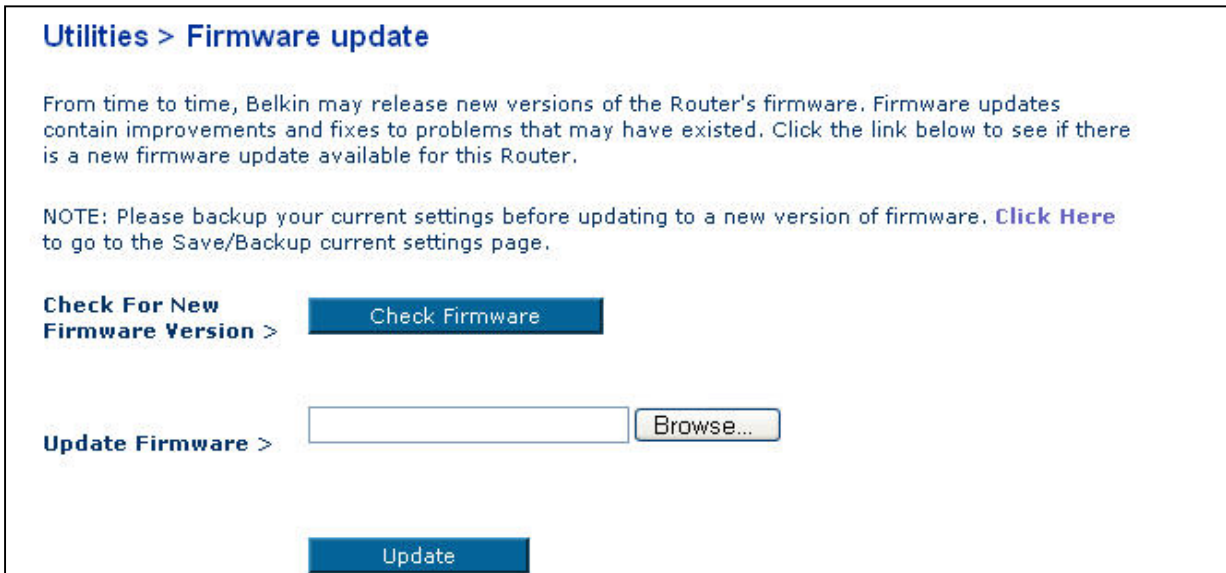 Utilities > Firmware update
From time to time, Belkin may release new versions of the Router's firmware. Firmware updates
contain improvements and fixes to problems that may have existed. Click the link below to see if there
is a new firmware update available for this Router.
NOTE: Please backup your current settings before updating to a new version of firmware. Click Here
to go to the Save/Backup current settings page.
Check For New
Firmware Version >
Check Firmware
Update Firmware >
Browse...
Update